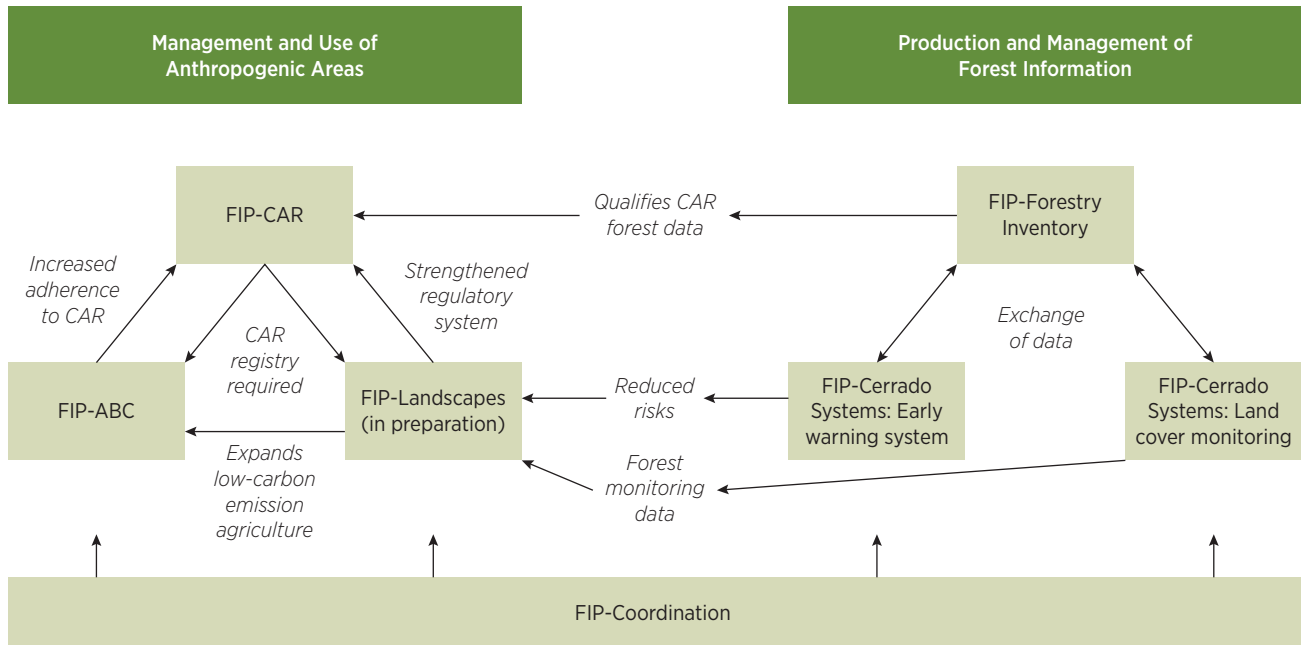 Management and Use of
Anthropogenic Areas
Production and Management of
Forest Information
FIP-CAR
Qualifies CAR
forest data
FIP-Forestry
Inventory
Increased
adherence
to CAR
Strengthened
regulatory
system
CAR
registry
required
Exchange
of data
FIP-ABC
FIP-Landscapes
(in preparation)
Reduced
risks
FIP-Cerrado
Systems: Early
warning system
FIP-Cerrado
Systems: Land
cover monitoring
Expands
low-carbon
emission
agriculture
Forest
monitoring
data
FIP-Coordination